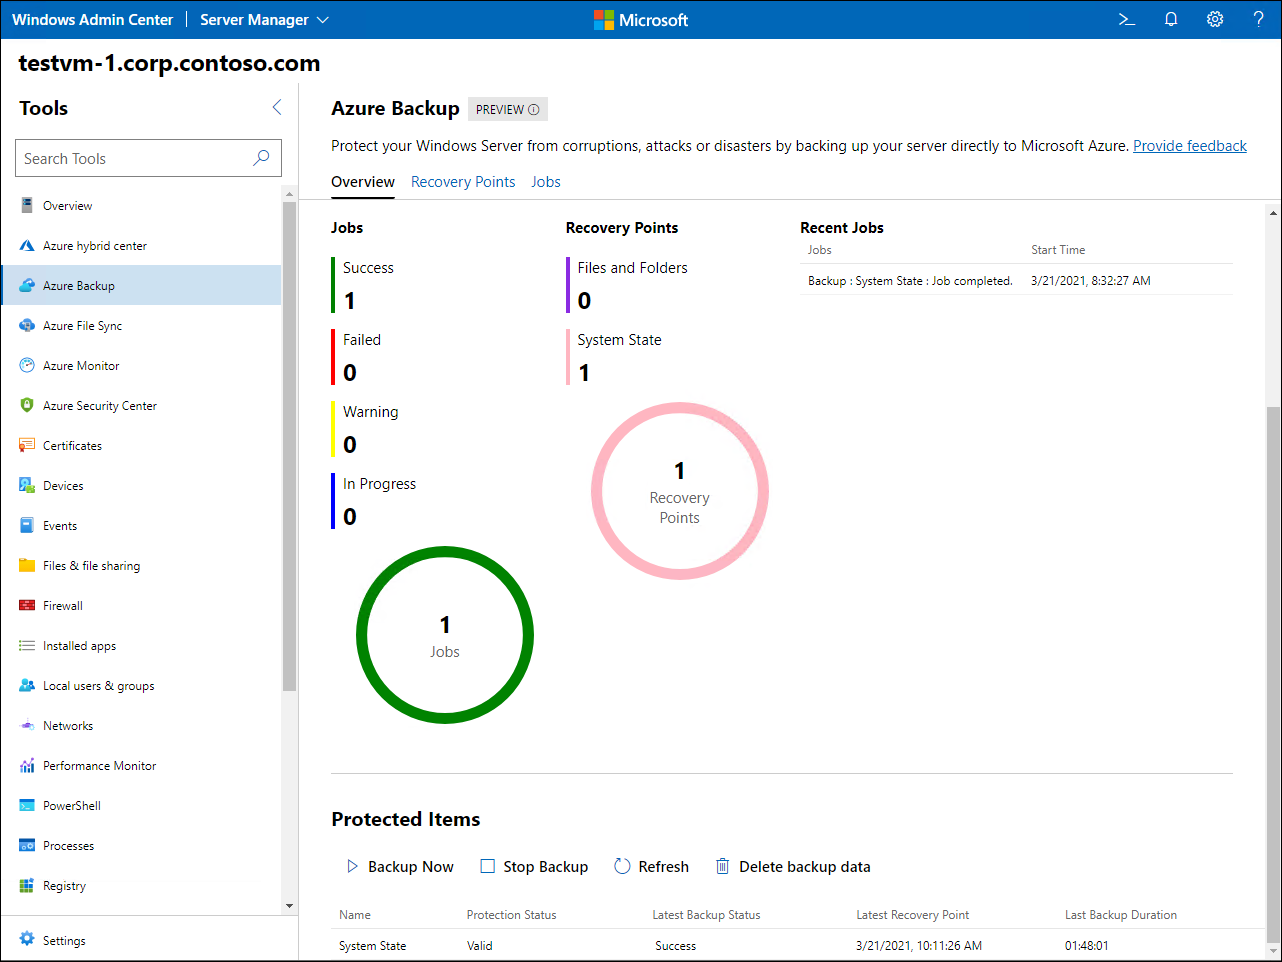 Windows Admin Center | Server Manager
Microsoft
testvm-1.corp.contoso.com
Tools
Search Tools
Overview
Azure hybrid center
Azure Backup
Azure File Sync
Azure Monitor
Azure Security Center
Certificates
Devices
Events
Files & file sharing
Firewall
Installed apps
Local users & groups
Networks
Performance Monitor
PowerShell
Processes
Registry
Settings
Azure Backup PREVIEW
Protect your Windows Server from corruptions, attacks or disasters by backing up your server directly to Microsoft Azure. Provide feedback
Overview Recovery Points Jobs
Jobs
Success
1
Failed
0
Warning
0
In Progress
0
1
Jobs
Recovery Points
Files and Folders
0
System State
1
1
Recovery
Points
Recent Jobs
Jobs Start Time
Backup : System State : Job completed. 3/21/2021, 8:32:27 AM
Protected Items
Backup Now Stop Backup Refresh Delete backup data
Name Protection Status Latest Backup Status Latest Recovery Point Last Backup Duration
System State Valid Success 3/21/2021, 10:11:26 AM 01:48:01